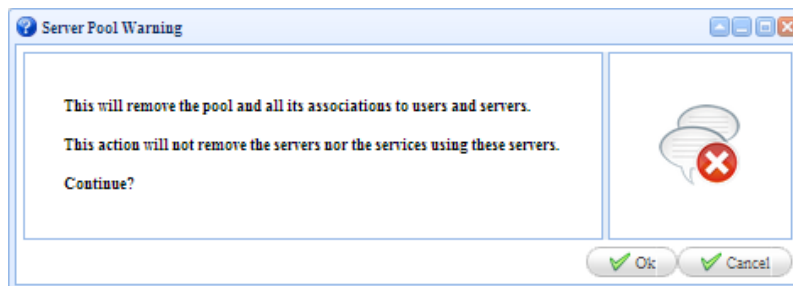 Server Pool Warning
This will remove the pool and all its associations to users and servers.
This action will not remove the servers nor the services using these servers.
Continue?
Ok Cancel